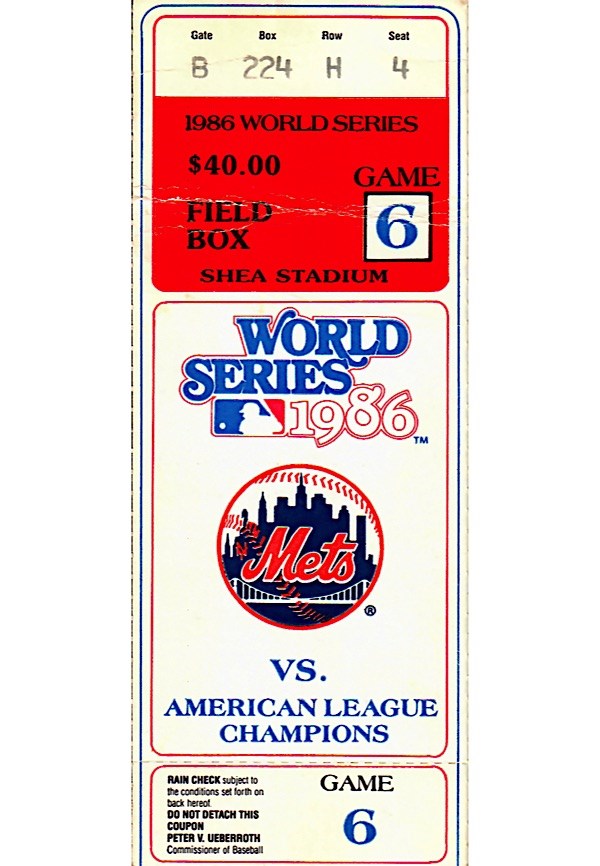 Gate Box Row Seat
B 224 H 4
1986 WORLD SERIES
$40.00
GAME
6
FIELD
BOX
SHEA STADIUM
WORLD
SERIES
1986 TM
Mets
®
VS.
AMERICAN LEAGUE
CHAMPIONS
RAIN CHECK subject to
the conditions set forth on
back hereof.
DO NOT DETACH THIS
COUPON
PETER V. UEBERROTH
Commissioner of Baseball
GAME
6